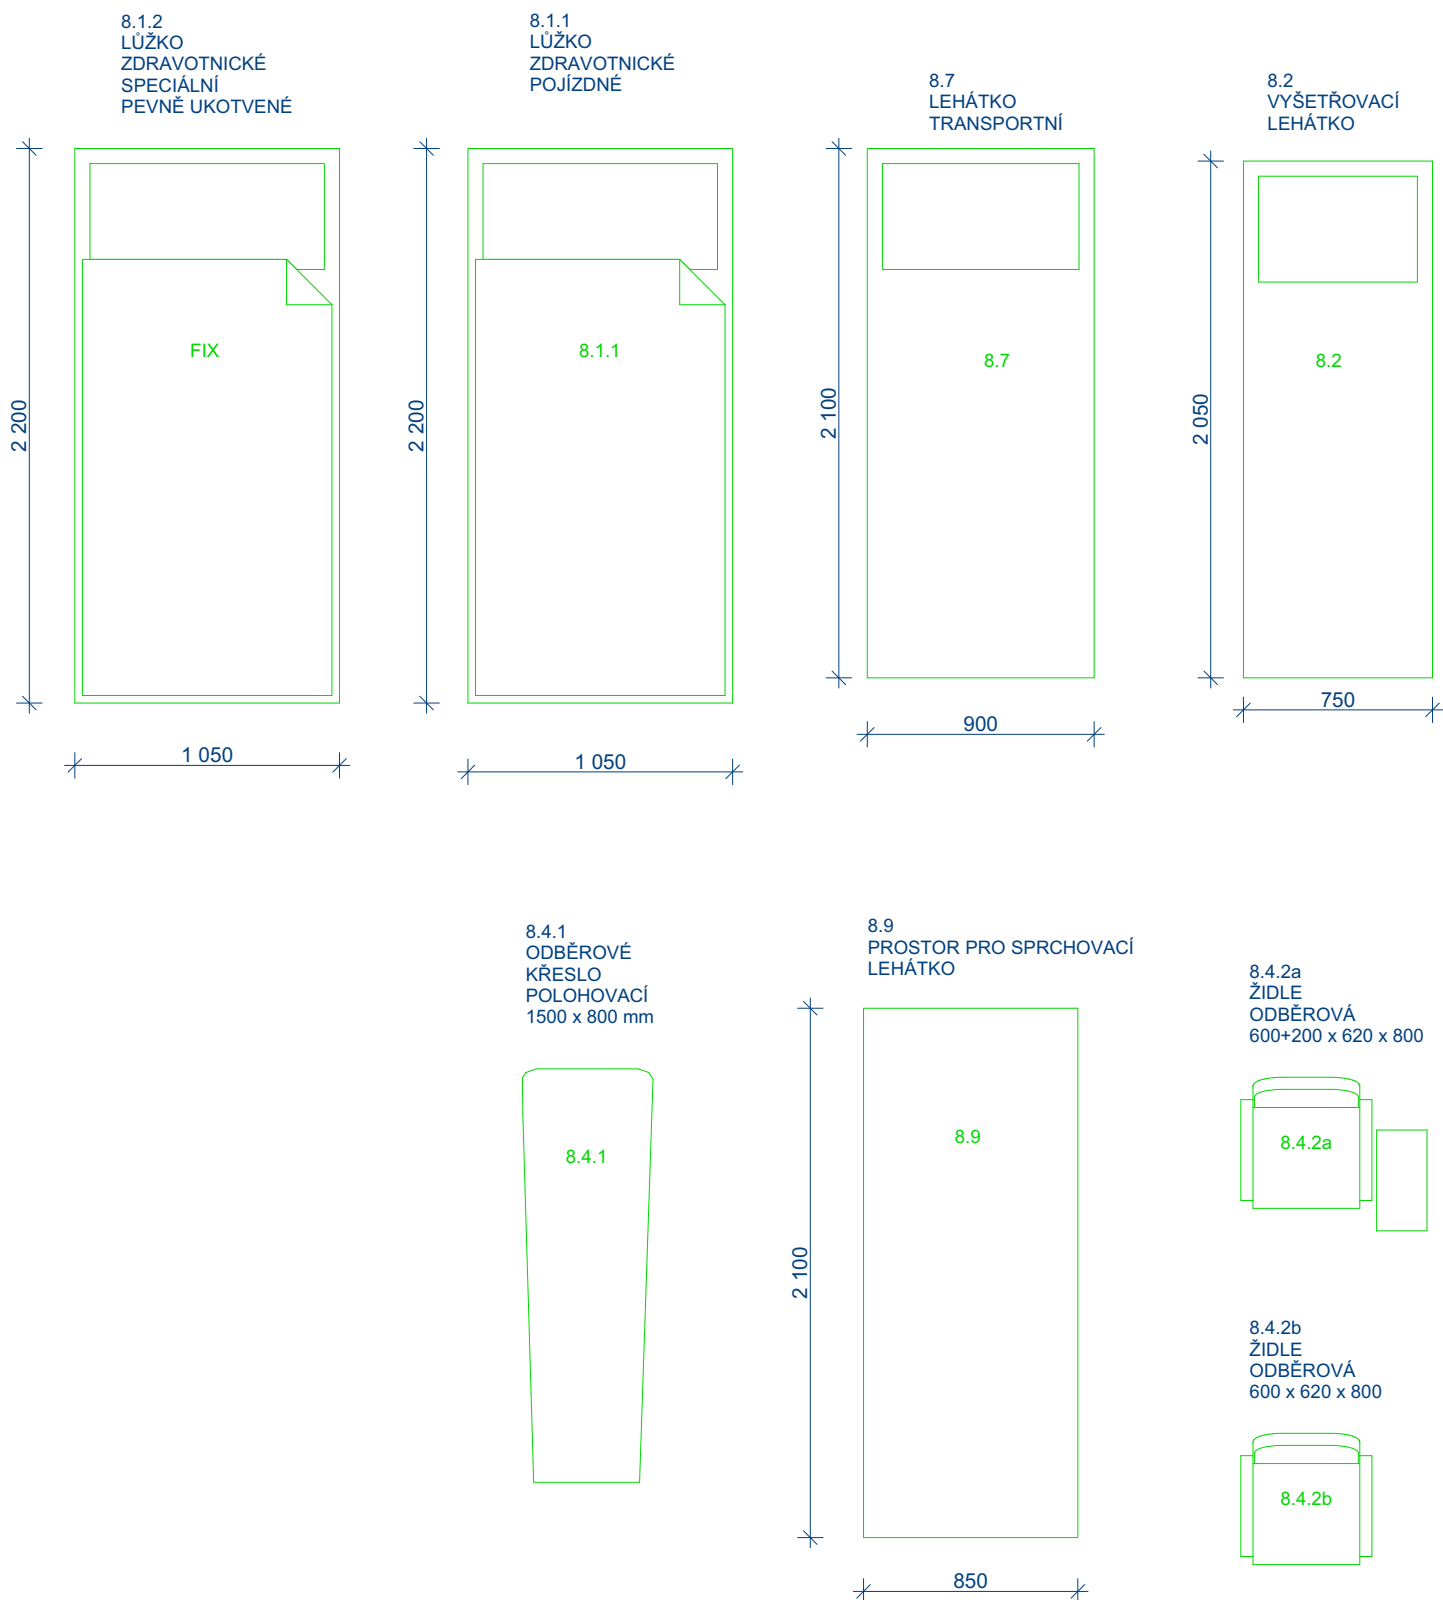 8.1.2
LŮŽKO
ZDRAVOTNICKÉ
SPECIÁLNÍ
PEVNĚ UKOTVENÉ
FIX
2 200
1 050
8.1.1
LŮŽKO
ZDRAVOTNICKÉ
POJÍZDNÉ
8.1.1
2 200
1 050
8.7
LEHÁTKO
TRANSPORTNÍ
8.7
2 100
900
8.2
VYŠETŘOVACÍ
LEHÁTKO
8.2
2 050
750
8.4.1
ODBĚROVÉ
KŘESLO
POLOHOVACÍ
1500 x 800 mm
8.4.1
8.9
PROSTOR PRO SPRCHOVACÍ
LEHÁTKO
8.9
2 100
850
8.4.2a
ŽIDLE
ODBĚROVÁ
600+200 x 620 x 800
8.4.2a
8.4.2b
ŽIDLE
ODBĚROVÁ
600 x 620 x 800
8.4.2b